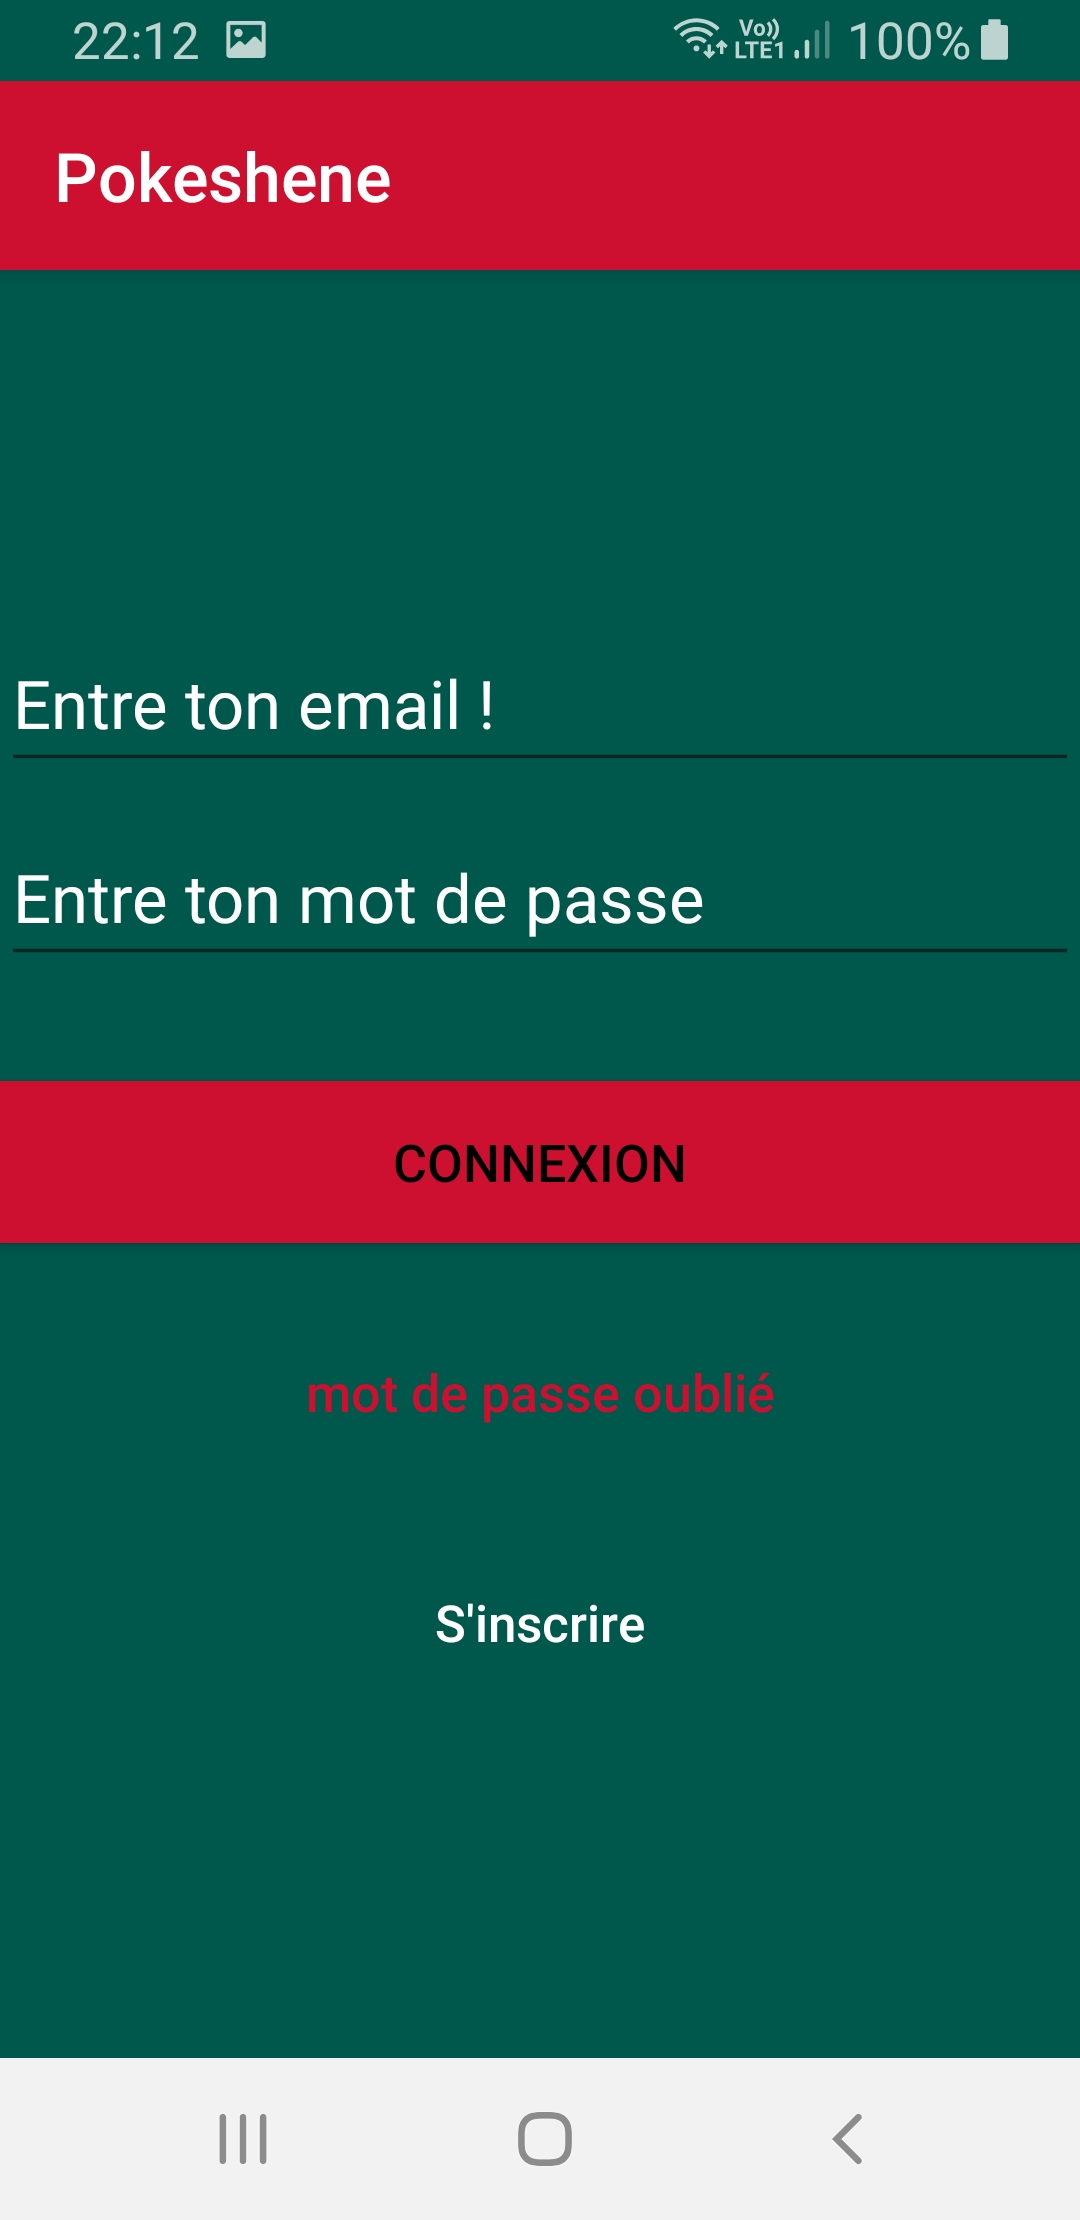 22:12 Vo)) LTE1 100%
Pokeshene
Entre ton email !
Entre ton mot de passe
CONNEXION
mot de passe oublié
S'inscrire